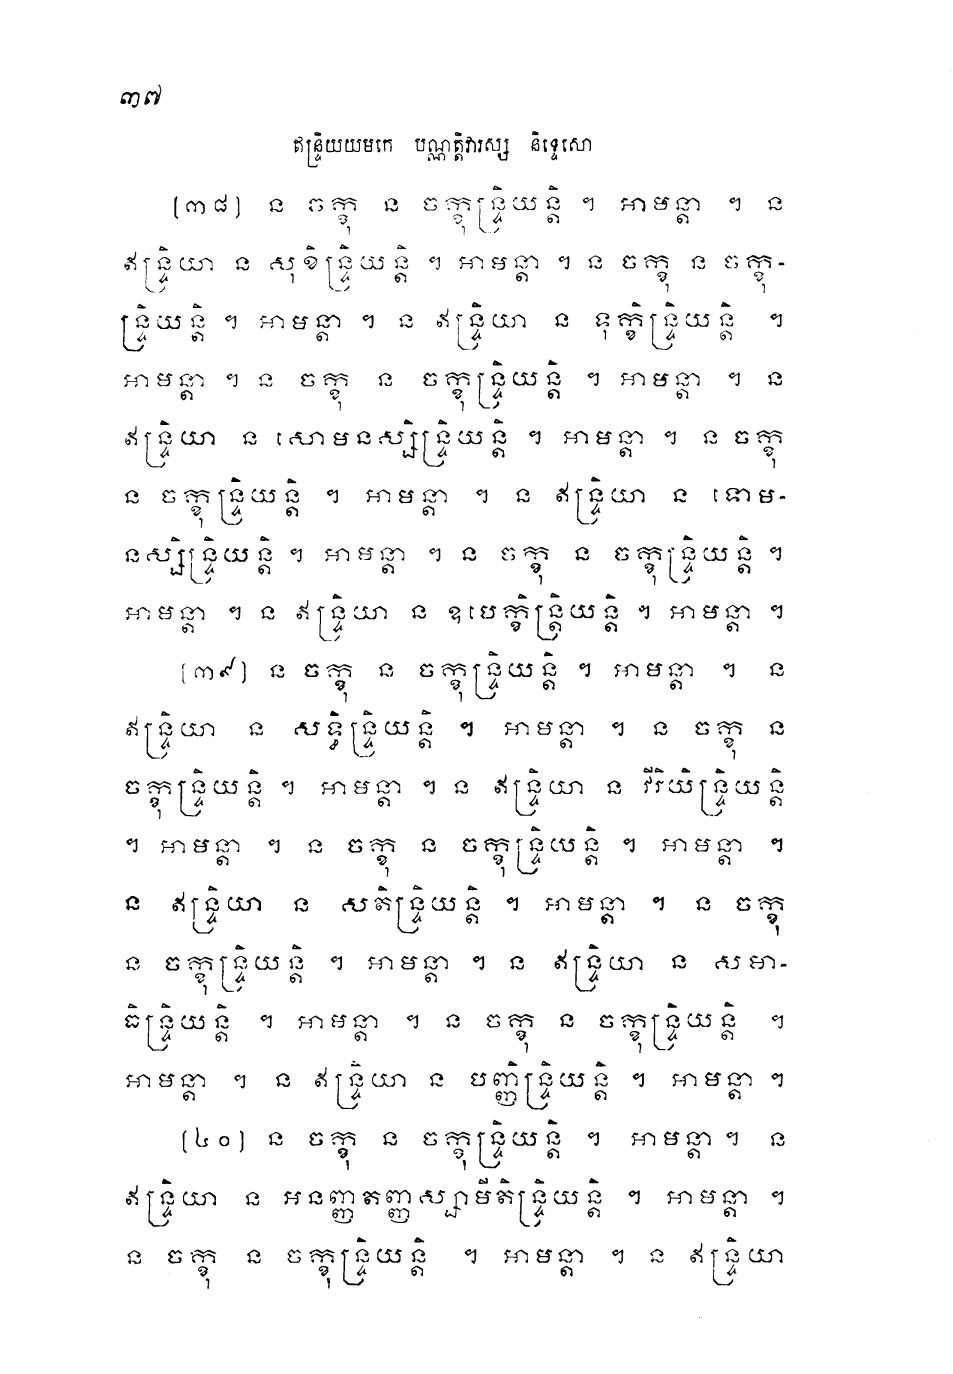 ៣៧
ឥន្ទ្រិយយមកេ បណ្ណត្តិវារស្ស និទ្ទេសោ
[៣៨] ន ចក្ខុ ន ចក្ខុន្ទ្រិយន្តិ ។ អាមន្តា ។ ន
ឥន្ទ្រិយា ន សុខិន្ទ្រិយន្តិ ។ អាមន្តា ។ ន ចក្ខុ ន ចក្ខុ-
ន្ទ្រិយន្តិ ។ អាមន្តា ។ ន ឥន្ទ្រិយា ន ទុក្ខិន្ទ្រិយន្តិ ។
អាមន្តា ។ ន ចក្ខុ ន ចក្ខុន្ទ្រិយន្តិ ។ អាមន្តា ។ ន
ឥន្ទ្រិយា ន សោមនស្សិន្ទ្រិយន្តិ ។ អាមន្តា ។ ន ចក្ខុ
ន ចក្ខុន្ទ្រិយន្តិ ។ អាមន្តា ។ ន ឥន្ទ្រិយា ន ទោម-
នស្សិន្ទ្រិយន្តិ ។ អាមន្តា ។ ន ចក្ខុ ន ចក្ខុន្ទ្រិយន្តិ ។
អាមន្តា ។ ន ឥន្ទ្រិយា ន ឧបេក្ខិន្ទ្រិយន្តិ ។ អាមន្តា ។
[៣៩] ន ចក្ខុ ន ចក្ខុន្ទ្រិយន្តិ ។ អាមន្តា ។ ន
ឥន្ទ្រិយា ន សទ្ធិន្ទ្រិយន្តិ ។ អាមន្តា ។ ន ចក្ខុ ន
ចក្ខុន្ទ្រិយន្តិ ។ អាមន្តា ។ ន ឥន្ទ្រិយា ន វីរិយិន្ទ្រិយន្តិ
។ អាមន្តា ។ ន ចក្ខុ ន ចក្ខុន្ទ្រិយន្តិ ។ អាមន្តា ។
ន ឥន្ទ្រិយា ន សតិន្ទ្រិយន្តិ ។ អាមន្តា ។ ន ចក្ខុ
ន ចក្ខុន្ទ្រិយន្តិ ។ អាមន្តា ។ ន ឥន្ទ្រិយា ន សមា-
ធិន្ទ្រិយន្តិ ។ អាមន្តា ។ ន ចក្ខុ ន ចក្ខុន្ទ្រិយន្តិ ។
អាមន្តា ។ ន ឥន្ទ្រិយា ន បញ្ញិន្ទ្រិយន្តិ ។ អាមន្តា ។
[៤០] ន ចក្ខុ ន ចក្ខុន្ទ្រិយន្តិ ។ អាមន្តា ។ ន
ឥន្ទ្រិយា ន អនញ្ញតញ្ញស្សាមីតិន្ទ្រិយន្តិ ។ អាមន្តា ។
ន ចក្ខុ ន ចក្ខុន្ទ្រិយន្តិ ។ អាមន្តា ។ ន ឥន្ទ្រិយា